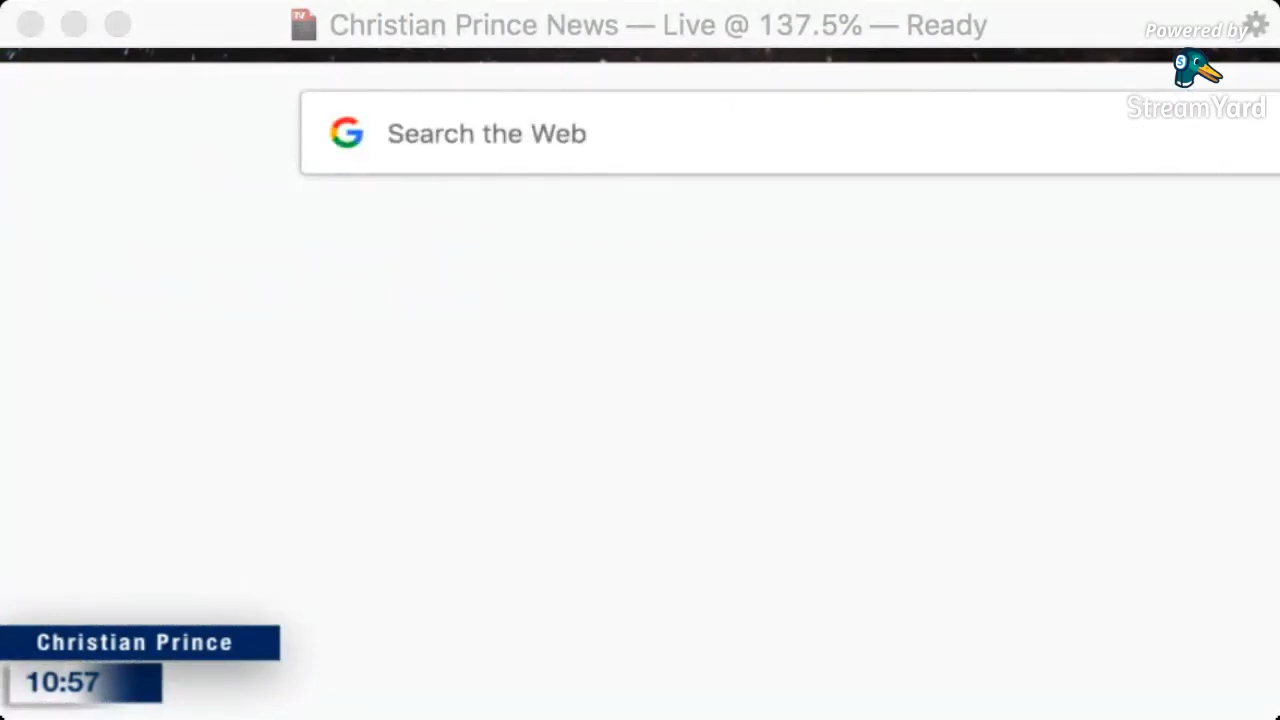 Christian Prince News — Live @ 137.5% — Ready
Powered by
StreamYard
Search the Web
Christian Prince
10:57